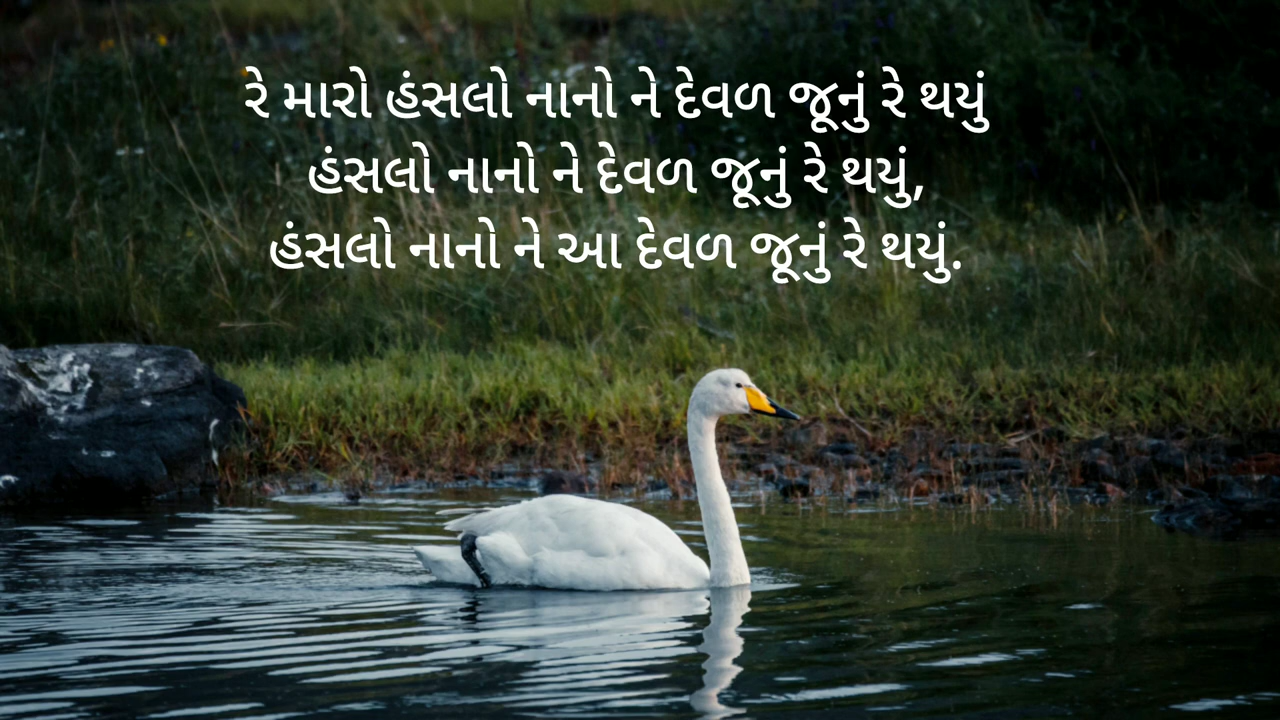 રે મારો હંસલો નાનો ને દેવળ જૂનું રે થયું
હંસલો નાનો ને દેવળ જૂનું રે થયું,
હંસલો નાનો ને આ દેવળ જૂનું રે થયું.